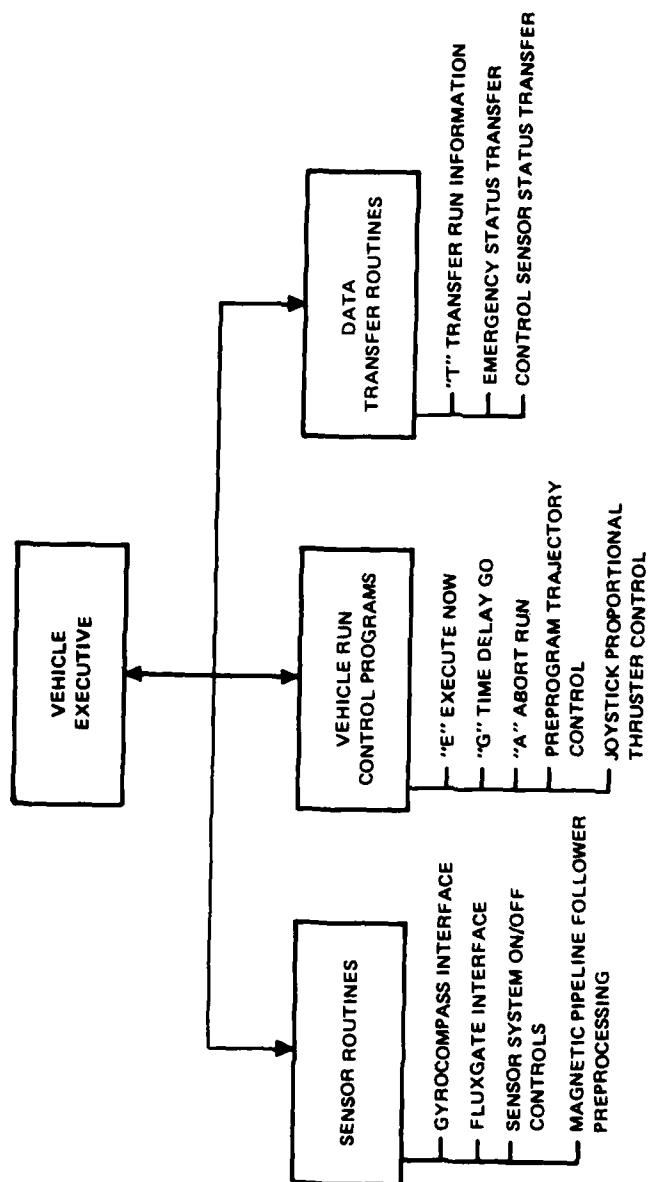 VEHICLE
EXECUTIVE
SENSOR ROUTINES
GYROCOMPASS INTERFACE
FLUXGATE INTERFACE
SENSOR SYSTEM ON/OFF
CONTROLS
MAGNETIC PIPELINE FOLLOWER
PREPROCESSING
VEHICLE RUN
CONTROL PROGRAMS
"E" EXECUTE NOW
"G" TIME DELAY GO
"A" ABORT RUN
PREPROGRAM TRAJECTORY
CONTROL
JOYSTICK PROPORTIONAL
THRUSTER CONTROL
DATA
TRANSFER ROUTINES
"T" TRANSFER RUN INFORMATION
EMERGENCY STATUS TRANSFER
CONTROL SENSOR STATUS TRANSFER